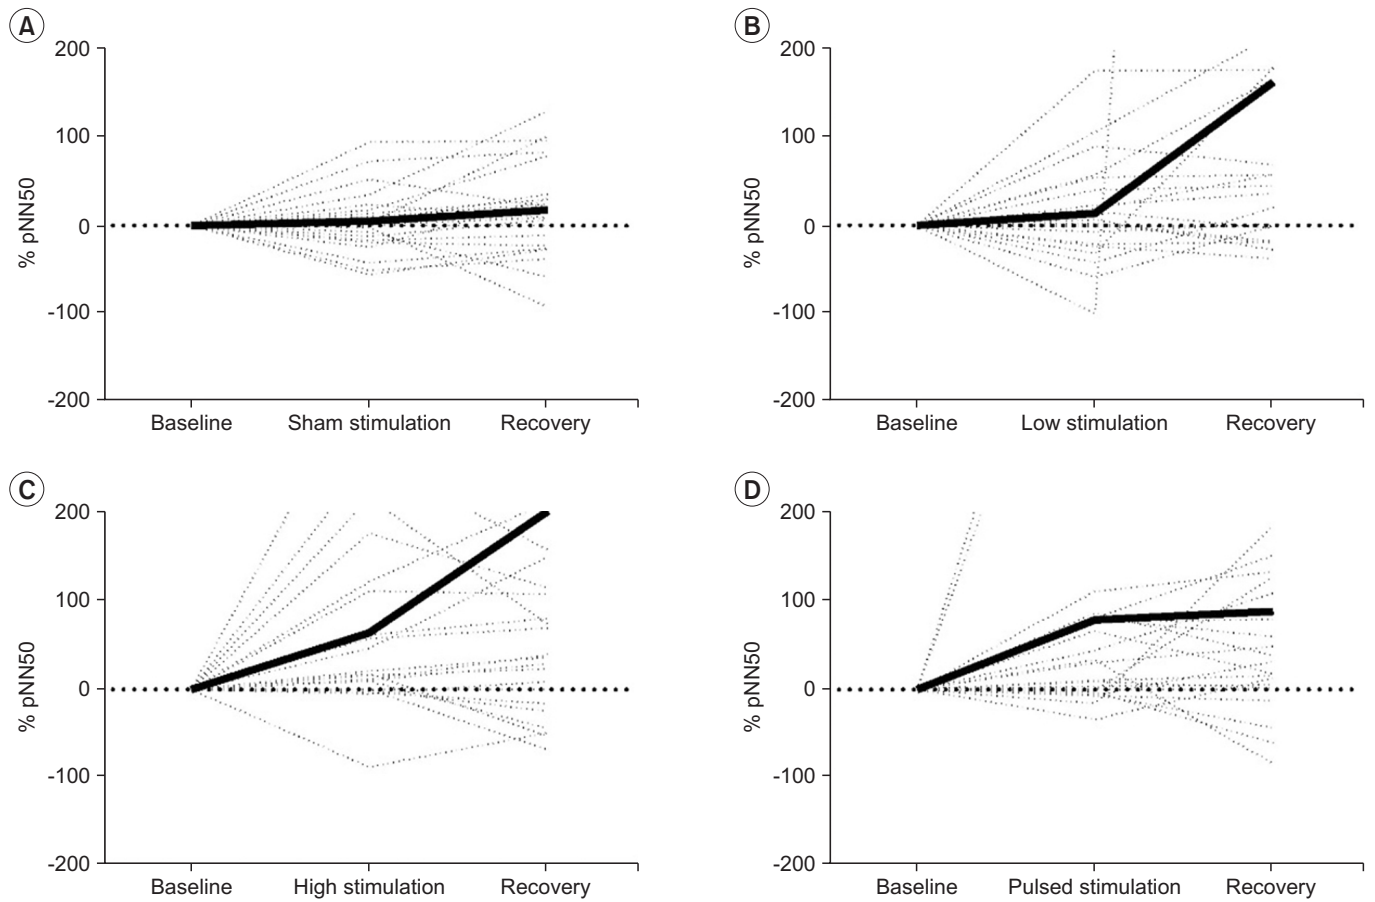 A
200
100
0
-100
-200
% pNN50
Baseline Sham stimulation Recovery
B
200
100
0
-100
-200
% pNN50
Baseline Low stimulation Recovery
C
200
100
0
-100
-200
% pNN50
Baseline High stimulation Recovery
D
200
100
0
-100
-200
% pNN50
Baseline Pulsed stimulation Recovery